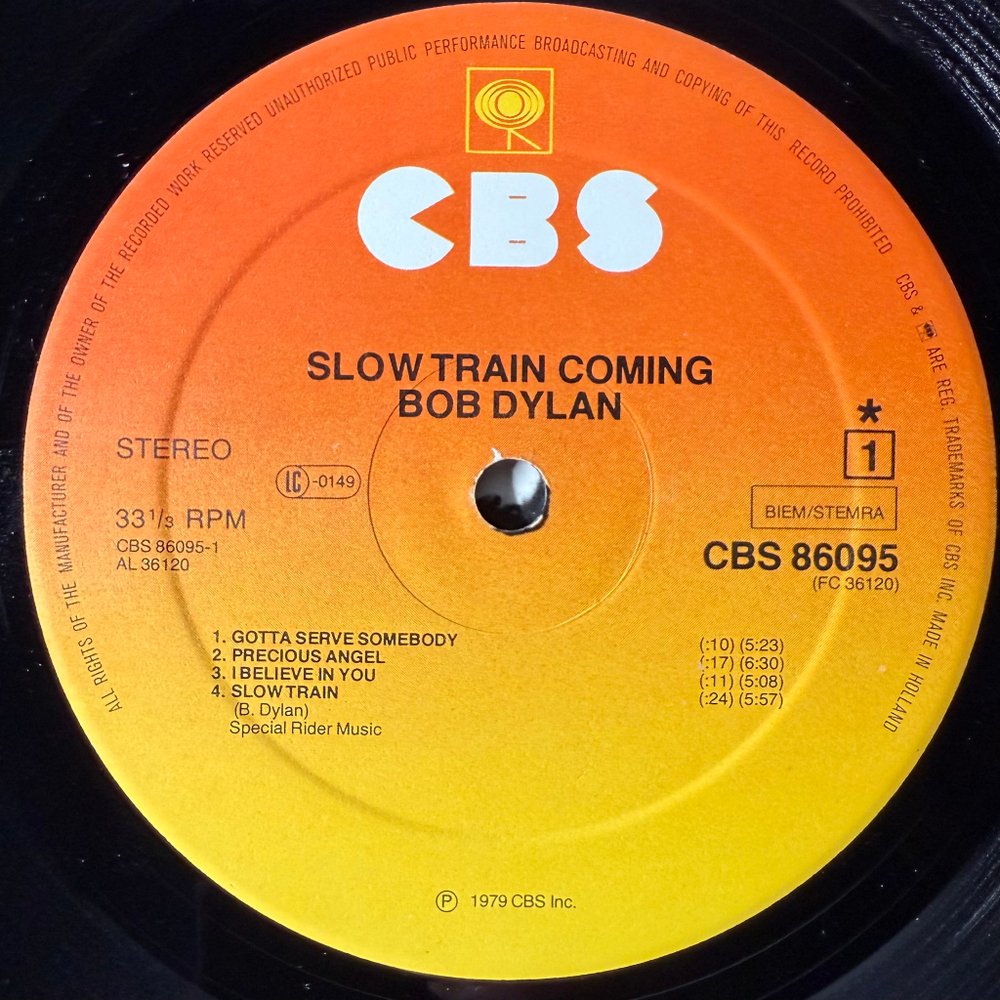 ALL RIGHTS OF THE MANUFACTURER AND OF THE OWNER OF THE RECORDED WORK RESERVED UNAUTHORIZED PUBLIC PERFORMANCE BROADCASTING AND COPYING OF THIS RECORD PROHIBITED CBS & ARE REG. TRADEMARKS OF CBS INC. MADE IN HOLLAND
CBS
SLOW TRAIN COMING
BOB DYLAN
STEREO
LC -0149
33 1/3 RPM
CBS 86095-1
AL 36120
*
1
BIEM/STEMRA
CBS 86095
(FC 36120)
1. GOTTA SERVE SOMEBODY (:10) (5:23)
2. PRECIOUS ANGEL (:17) (6:30)
3. I BELIEVE IN YOU (:11) (5:08)
4. SLOW TRAIN (:24) (5:57)
(B. Dylan)
Special Rider Music
Ⓟ 1979 CBS Inc.